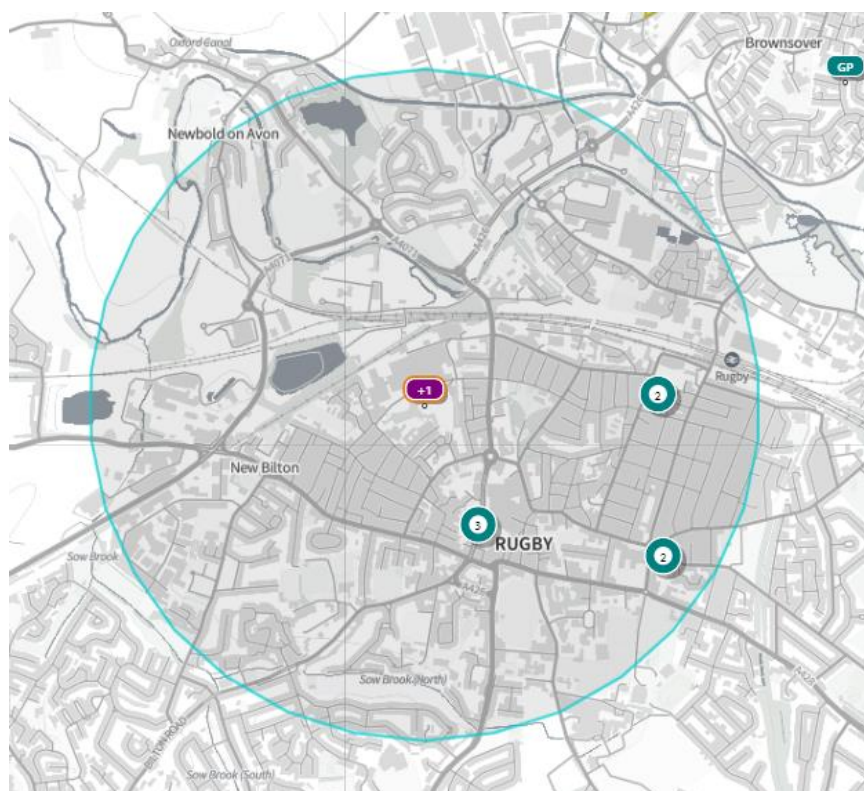 Oxford Canal
Brownsover
GP
Newbold on Avon
A426
A4071
A4071
Rugby
+1
2
New Bilton
3
RUGBY
2
Sow Brook
A426
Sow Brook (North)
A428
BILTON ROAD
Sow Brook (South)